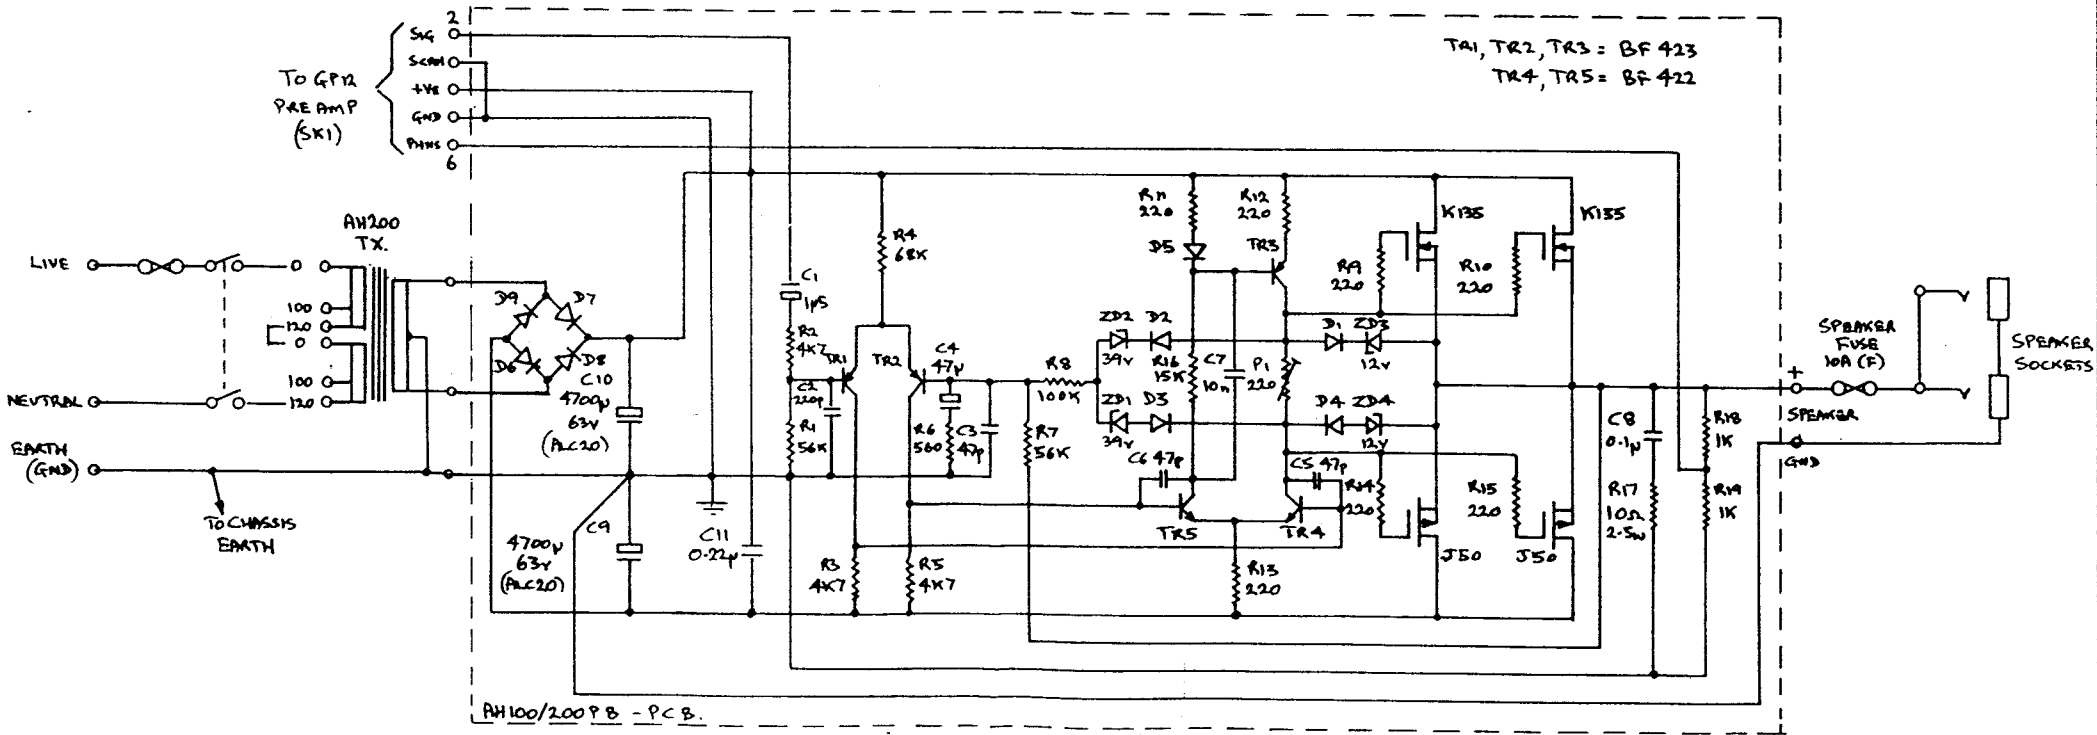 2
SIG
SCRN
+VE
GND
PHNS
6
TO GP12
PREAMP
(SK1)
TR1, TR2, TR3 = BF 423
TR4, TR5 = BF 422
AH200
TX.
LIVE
0
100
120
0
100
120
NEUTRAL
EARTH
(GND)
TO CHASSIS
EARTH
D9
D7
D6
D8
C10
4700µ
63v
(ALC20)
C9
4700µ
63v
(ALC20)
C11
0.22µ
C1
1µ5
R2
4K7
C2
220p
R1
56K
TR1
TR2
R4
68K
C4
47µ
R6
560
C3
47p
R3
4K7
R5
4K7
R8
100K
R7
56K
ZD2
39v
D2
ZD1
39v
D3
R11
220
D5
R16
15K
C7
10n
C6 47p
TR5
R12
220
TR3
P1
220
C5 47p
TR4
R13
220
D1
ZD3
12v
D4
ZD4
12v
R9
220
R10
220
K135
K135
R14
220
R15
220
J50
J50
C8
0.1µ
R17
10Ω
2.5W
R18
1K
R19
1K
+
SPEAKER
GND
SPEAKER
FUSE
10A (F)
SPEAKER
SOCKETS
AH100/200PB - PCB.